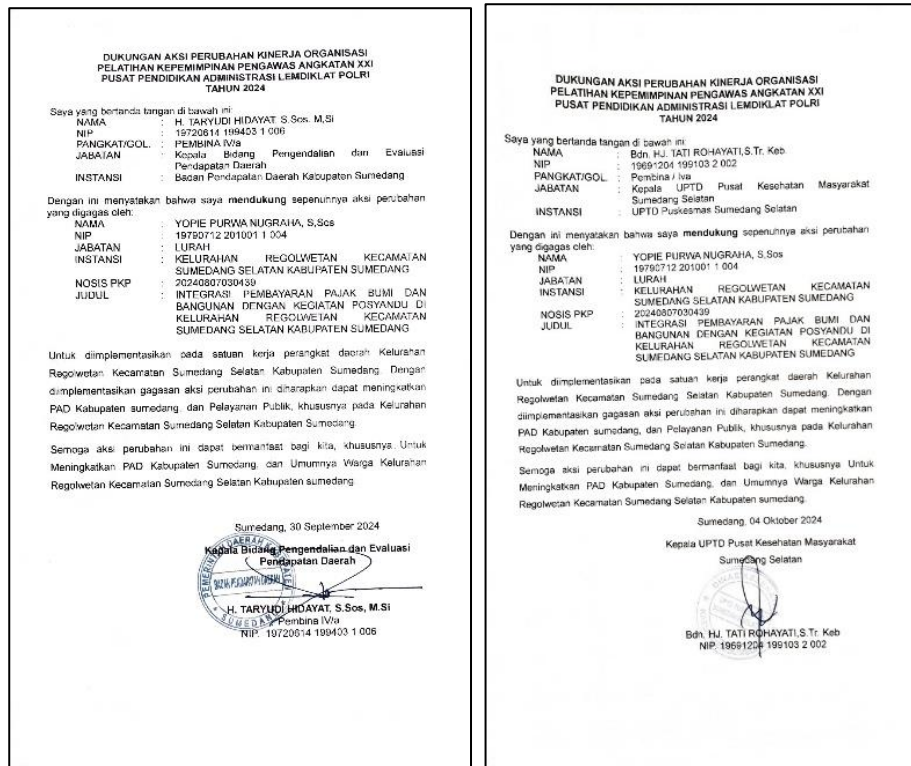 DUKUNGAN AKSI PERUBAHAN KINERJA ORGANISASI
PELATIHAN KEPEMIMPINAN PENGAWAS ANGKATAN XXI
PUSAT PENDIDIKAN ADMINISTRASI LEMDIKLAT POLRI
TAHUN 2024
Saya yang bertanda tangan di bawah ini:
NAMA : H. TARYUDI HIDAYAT, S.Sos. M,Si
NIP : 19720614 199403 1 006
PANGKAT/GOL. : PEMBINA IV/a
JABATAN : Kepala Bidang Pengendalian dan Evaluasi
Pendapatan Daerah
INSTANSI : Badan Pendapatan Daerah Kabupaten Sumedang
Dengan ini menyatakan bahwa saya mendukung sepenuhnya aksi perubahan
yang digagas oleh:
NAMA : YOPIE PURWA NUGRAHA, S,Sos
NIP : 19790712 201001 1 004
JABATAN : LURAH
INSTANSI : KELURAHAN REGOLWETAN KECAMATAN
SUMEDANG SELATAN KABUPATEN SUMEDANG
NOSIS PKP : 20240807030439
JUDUL : INTEGRASI PEMBAYARAN PAJAK BUMI DAN
BANGUNAN DENGAN KEGIATAN POSYANDU DI
KELURAHAN REGOLWETAN KECAMATAN
SUMEDANG SELATAN KABUPATEN SUMEDANG
Untuk diimplementasikan pada satuan kerja perangkat daerah Kelurahan
Regolwetan Kecamatan Sumedang Selatan Kabupaten Sumedang. Dengan
diimplementasikan gagasan aksi perubahan ini diharapkan dapat meningkatkan
PAD Kabupaten sumedang, dan Pelayanan Publik, khususnya pada Kelurahan
Regolwetan Kecamatan Sumedang Selatan Kabupaten Sumedang.
Semoga aksi perubahan ini dapat bermanfaat bagi kita, khususnya Untuk
Meningkatkan PAD Kabupaten Sumedang, dan Umumnya Warga Kelurahan
Regolwetan Kecamatan Sumedang Selatan Kabupaten sumedang
Sumedang, 30 September 2024
Kepala Bidang Pengendalian dan Evaluasi
Pendapatan Daerah
PEMERINTAH DAERAH KABUPATEN
SUMEDANG
H. TARYUDI HIDAYAT, S.Sos, M.Si
Pembina IV/a
NIP. 19720614 199403 1 006
DUKUNGAN AKSI PERUBAHAN KINERJA ORGANISASI
PELATIHAN KEPEMIMPINAN PENGAWAS ANGKATAN XXI
PUSAT PENDIDIKAN ADMINISTRASI LEMDIKLAT POLRI
TAHUN 2024
Saya yang bertanda tangan di bawah ini:
NAMA : Bdn. HJ. TATI ROHAYATI,S.Tr. Keb.
NIP : 19691204 199103 2 002
PANGKAT/GOL. : Pembina / Iva
JABATAN : Kepala UPTD Pusat Kesehatan Masyarakat
Sumedang Selatan
INSTANSI : UPTD Puskesmas Sumedang Selatan
Dengan ini menyatakan bahwa saya mendukung sepenuhnya aksi perubahan
yang digagas oleh:
NAMA : YOPIE PURWA NUGRAHA, S,Sos
NIP : 19790712 201001 1 004
JABATAN : LURAH
INSTANSI : KELURAHAN REGOLWETAN KECAMATAN
SUMEDANG SELATAN KABUPATEN SUMEDANG
NOSIS PKP : 20240807030439
JUDUL : INTEGRASI PEMBAYARAN PAJAK BUMI DAN
BANGUNAN DENGAN KEGIATAN POSYANDU DI
KELURAHAN REGOLWETAN KECAMATAN
SUMEDANG SELATAN KABUPATEN SUMEDANG
Untuk diimplementasikan pada satuan kerja perangkat daerah Kelurahan
Regolwetan Kecamatan Sumedang Selatan Kabupaten Sumedang. Dengan
diimplementasikan gagasan aksi perubahan ini diharapkan dapat meningkatkan
PAD Kabupaten sumedang, dan Pelayanan Publik, khususnya pada Kelurahan
Regolwetan Kecamatan Sumedang Selatan Kabupaten Sumedang.
Semoga aksi perubahan ini dapat bermanfaat bagi kita, khususnya Untuk
Meningkatkan PAD Kabupaten Sumedang, dan Umumnya Warga Kelurahan
Regolwetan Kecamatan Sumedang Selatan Kabupaten sumedang.
Sumedang, 04 Oktober 2024
Kepala UPTD Pusat Kesehatan Masyarakat
Sumedang Selatan
Bdn. HJ. TATI ROHAYATI,S.Tr. Keb
NIP. 19691204 199103 2 002